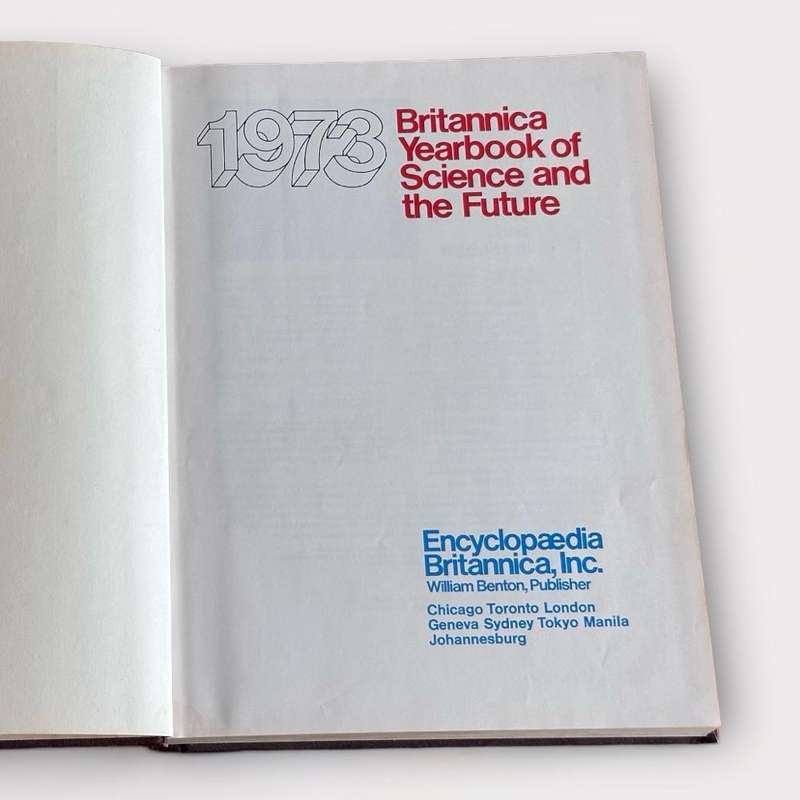 1973
Britannica
Yearbook of
Science and
the Future
Encyclopædia
Britannica, Inc.
William Benton, Publisher
Chicago Toronto London
Geneva Sydney Tokyo Manila
Johannesburg